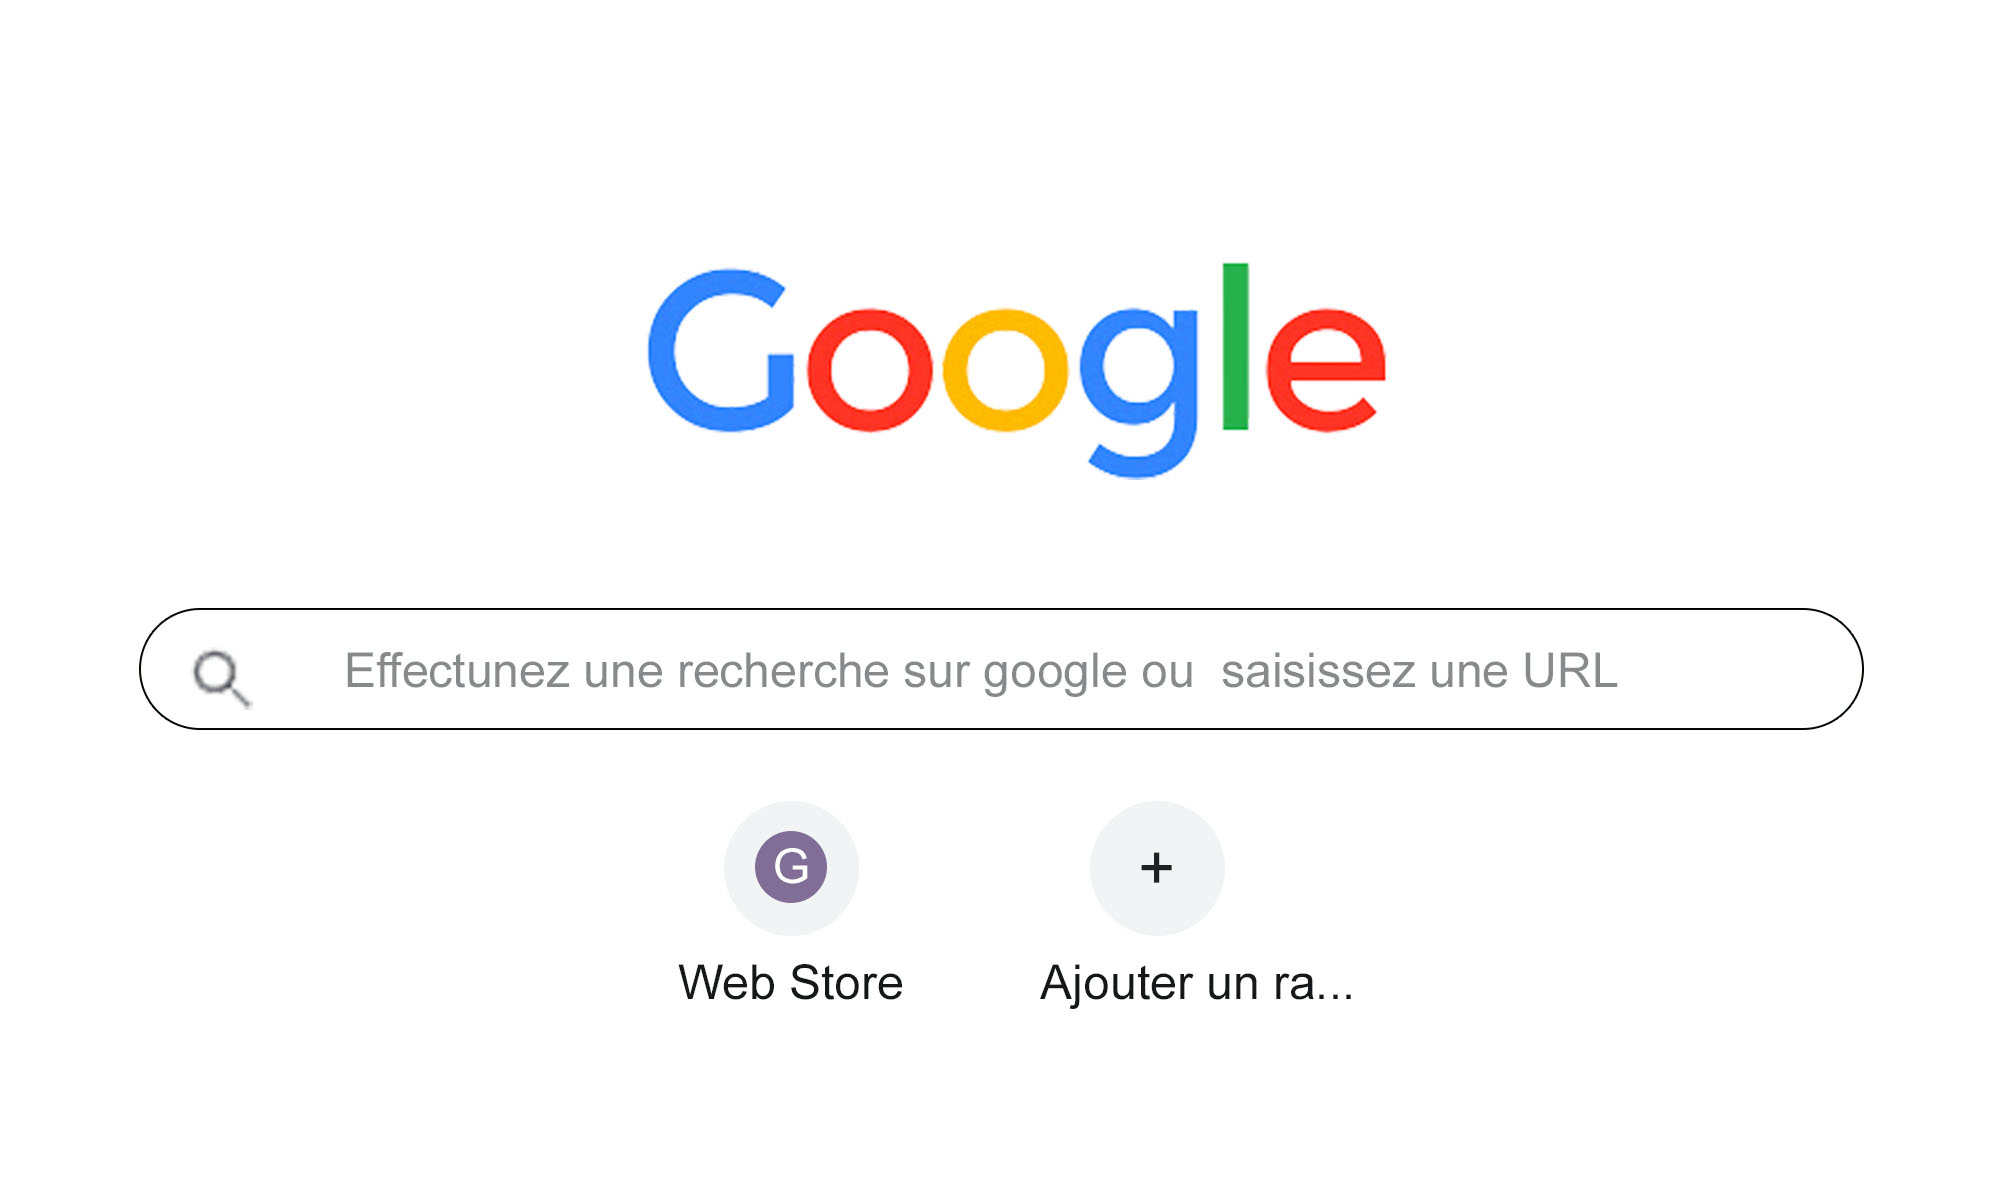 Google
Effectunez une recherche sur google ou  saisissez une URL
G
+
Web Store
Ajouter un ra...